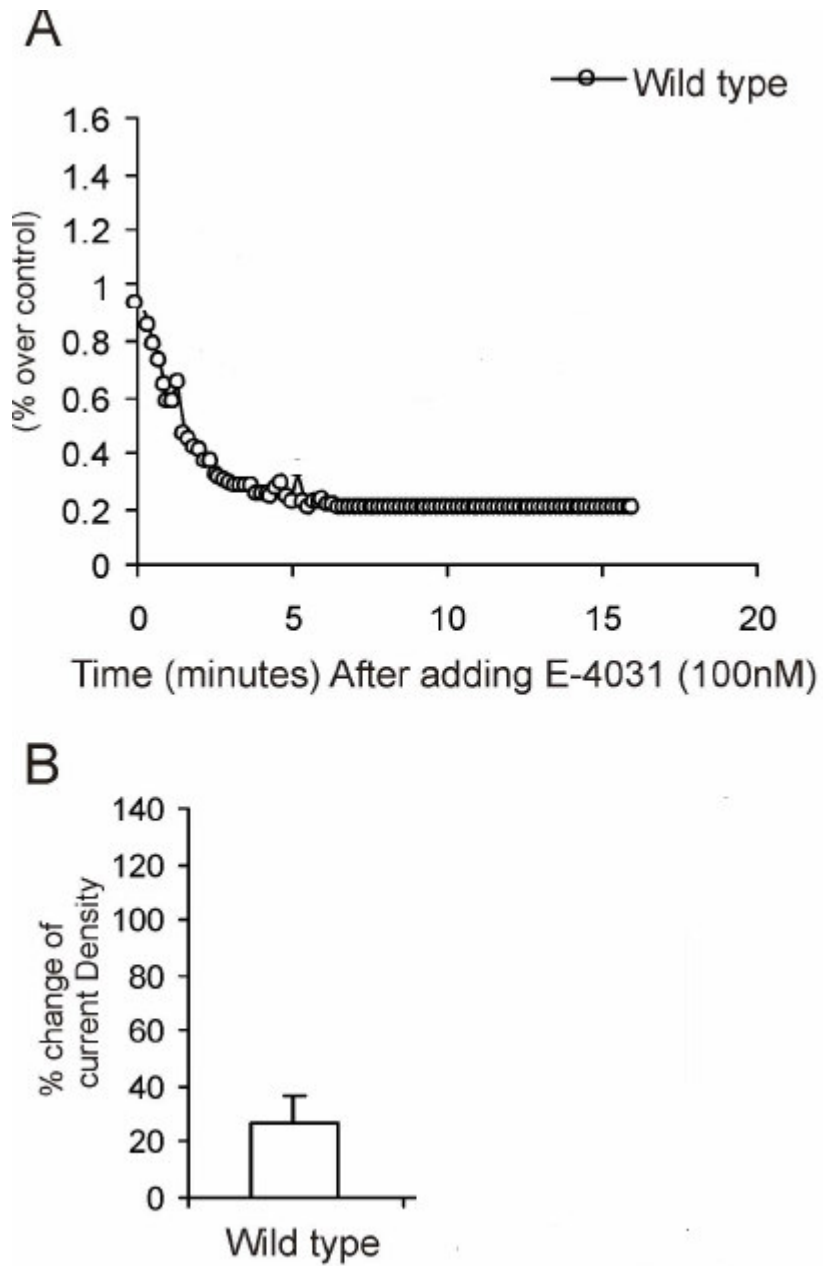 A
Wild type
1.6
1.4
1.2
1
0.8
0.6
0.4
0.2
0
(% over control)
0 5 10 15 20
Time (minutes) After adding E-4031 (100nM)
B
140
120
100
80
60
40
20
0
% change of
current Density
Wild type